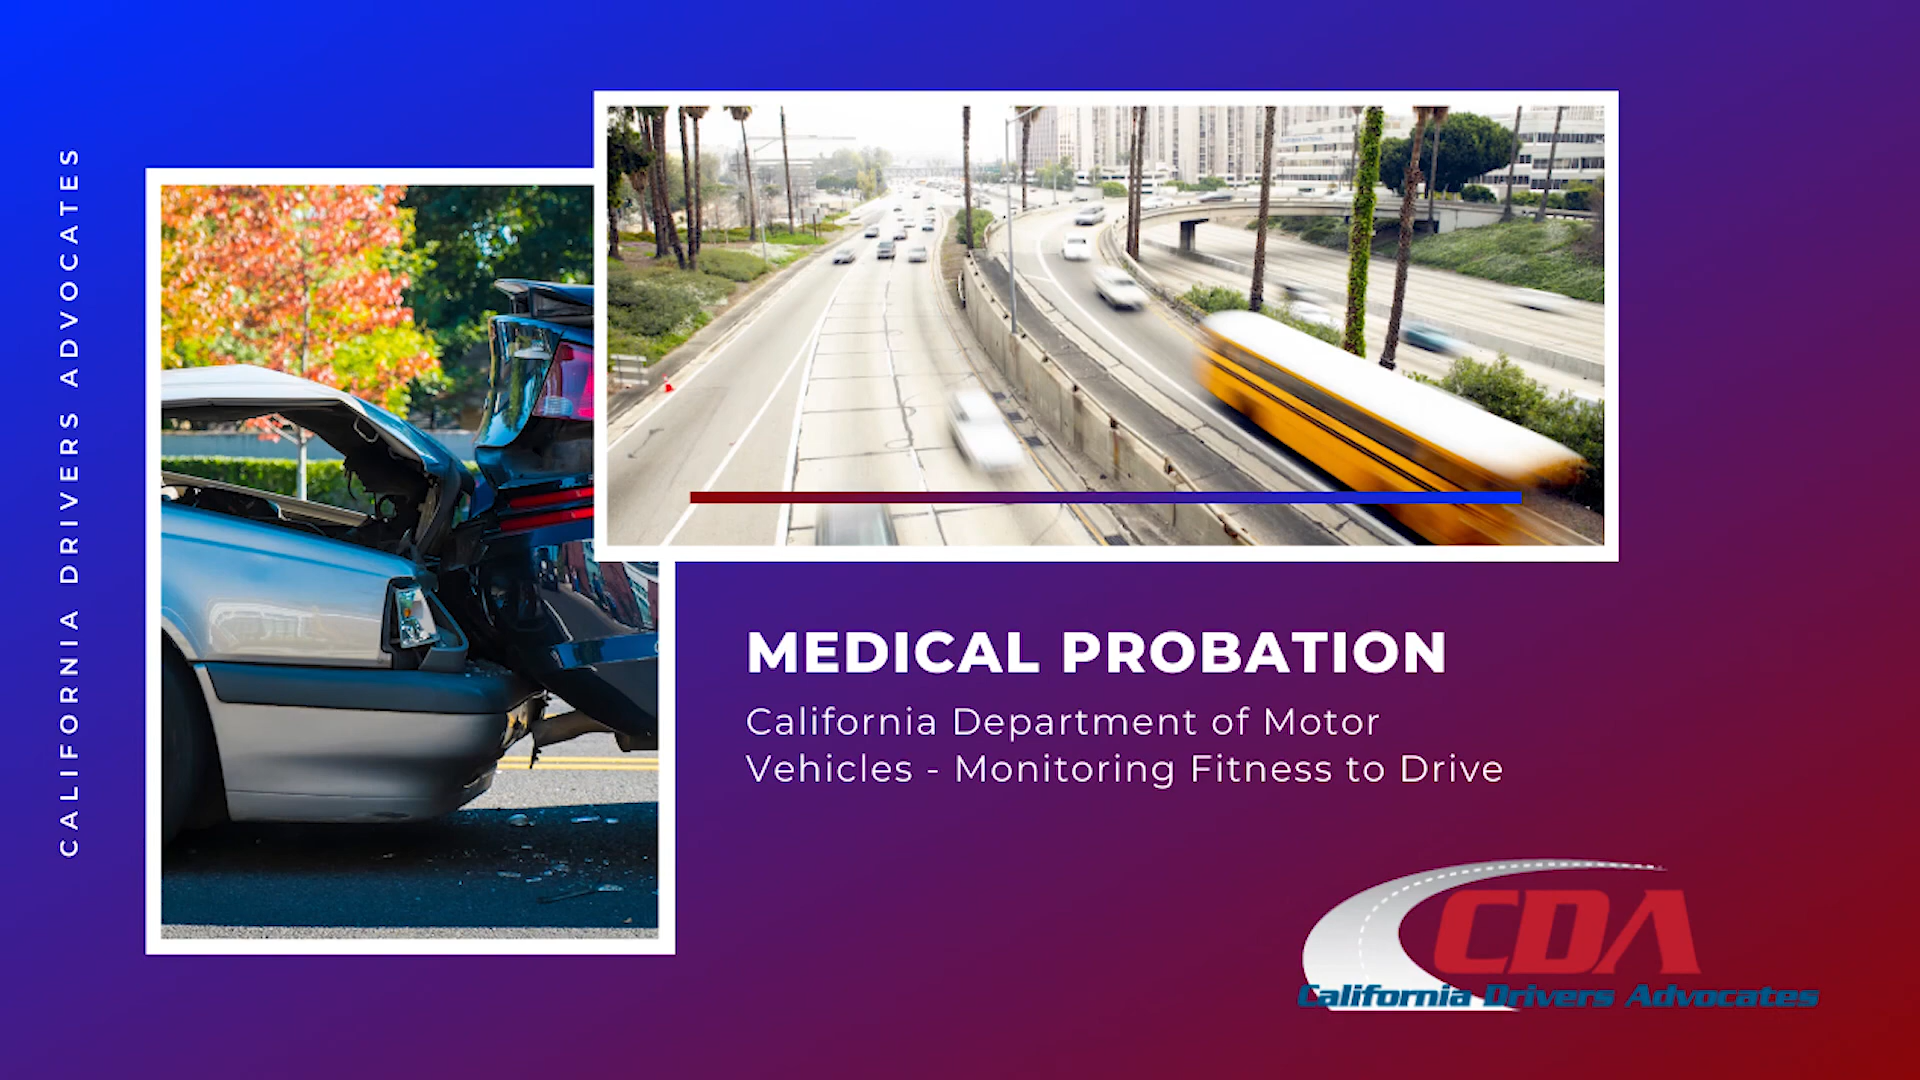 CALIFORNIA DRIVERS ADVOCATES
MEDICAL PROBATION
California Department of Motor
Vehicles - Monitoring Fitness to Drive
CDA
California Drivers Advocates